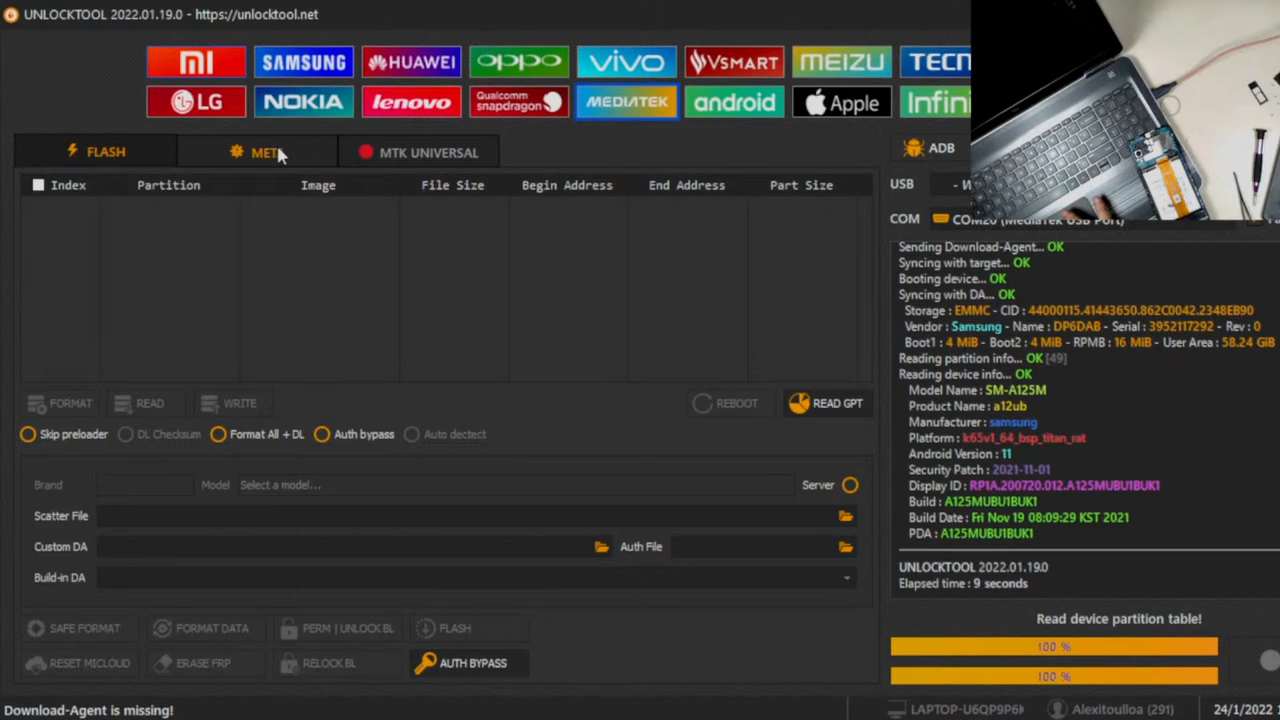 UNLOCKTOOL 2022.01.19.0 - https://unlocktool.net
SAMSUNG HUAWEI OPPO vivo VSMART MEIZU
LG NOKIA lenovo Qualcomm snapdragon MEDIATEK android Apple
FLASH META MTK UNIVERSAL
ADB
Index Partition Image File Size Begin Address End Address Part Size
USB
COM COM20 (MediaTek USB Port)
Sending Download-Agent... OK
Syncing with target... OK
Booting device... OK
Syncing with DA... OK
Storage : EMMC - CID : 44000115.41443650.862C0042.2348EB90
Vendor : Samsung - Name : DP6DAB - Serial : 3952117292 - Rev : 0
Boot1 : 4 MiB - Boot2 : 4 MiB - RPMB : 16 MiB - User Area : 58.24 GiB
Reading partition info... OK [49]
Reading device info... OK
Model Name : SM-A125M
Product Name : a12ub
Manufacturer : samsung
Platform : k65v1_64_bsp_titan_rat
Android Version : 11
Security Patch : 2021-11-01
Display ID : RP1A.200720.012.A125MUBU1BUK1
Build : A125MUBU1BUK1
Build Date : Fri Nov 19 08:09:29 KST 2021
PDA : A125MUBU1BUK1
UNLOCKTOOL 2022.01.19.0
Elapsed time : 9 seconds
FORMAT READ WRITE REBOOT READ GPT
Skip preloader DL Checksum Format All + DL Auth bypass Auto dectect
Brand Model Select a model... Server
Scatter File
Custom DA Auth File
Build-in DA
SAFE FORMAT FORMAT DATA PERM | UNLOCK BL FLASH
RESET MICLOUD ERASE FRP RELOCK BL AUTH BYPASS
Read device partition table!
100 %
100 %
Download-Agent is missing!
Alexitoulloa (291) 24/1/2022